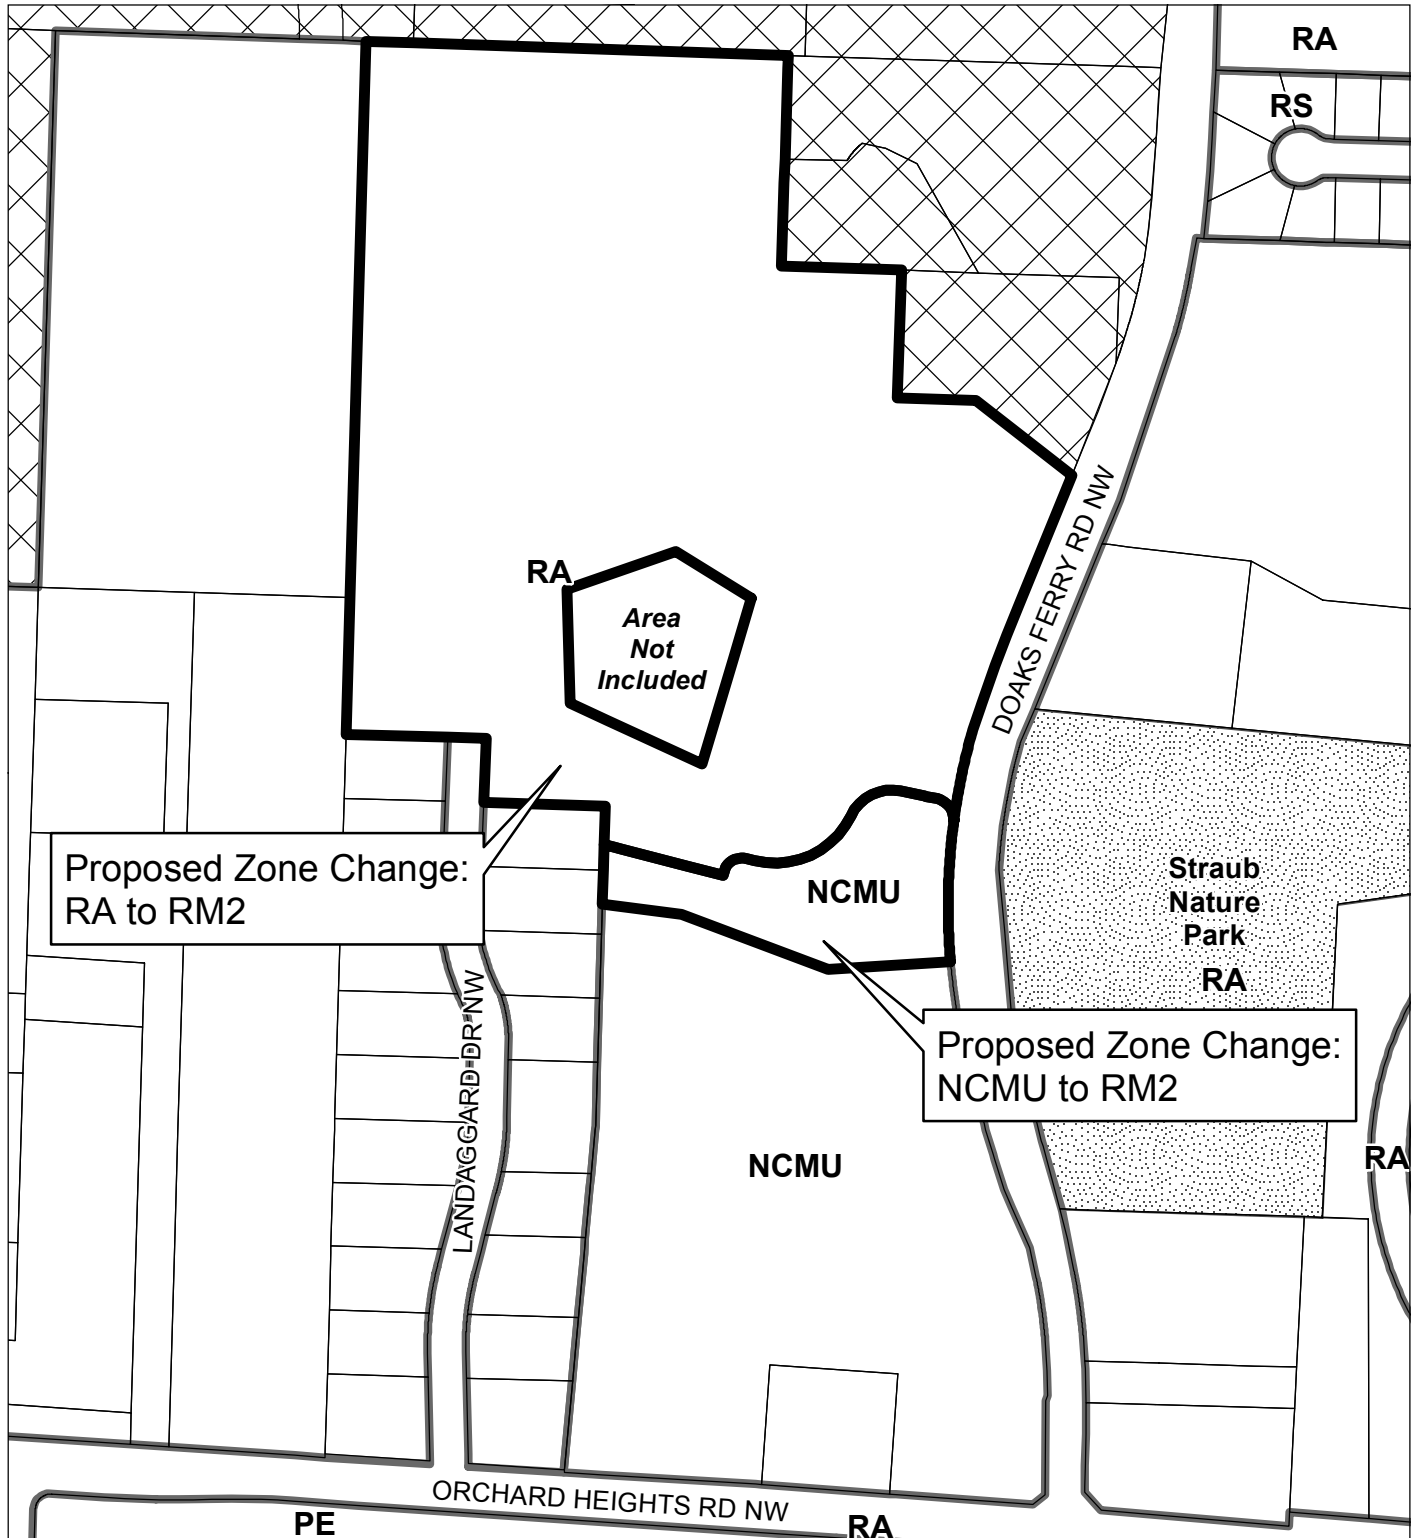 RA
RS
DOAKS FERRY RD NW
RA
Area
Not
Included
Proposed Zone Change:
RA to RM2
NCMU
Straub
Nature
Park
RA
LANDAGGARD DR NW
Proposed Zone Change:
NCMU to RM2
NCMU
RA
ORCHARD HEIGHTS RD NW
PE
RA